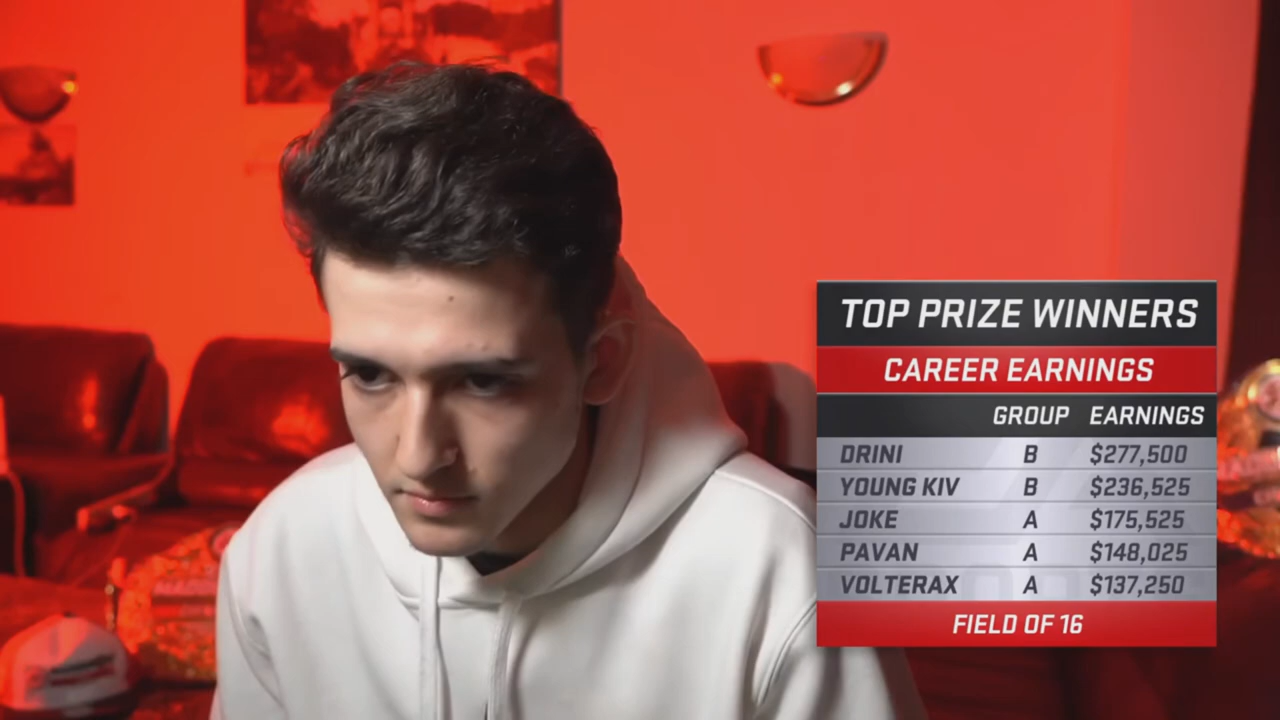 TOP PRIZE WINNERS
CAREER EARNINGS
GROUP EARNINGS
DRINI B $277,500
YOUNG KIV B $236,525
JOKE A $175,525
PAVAN A $148,025
VOLTERAX A $137,250
FIELD OF 16